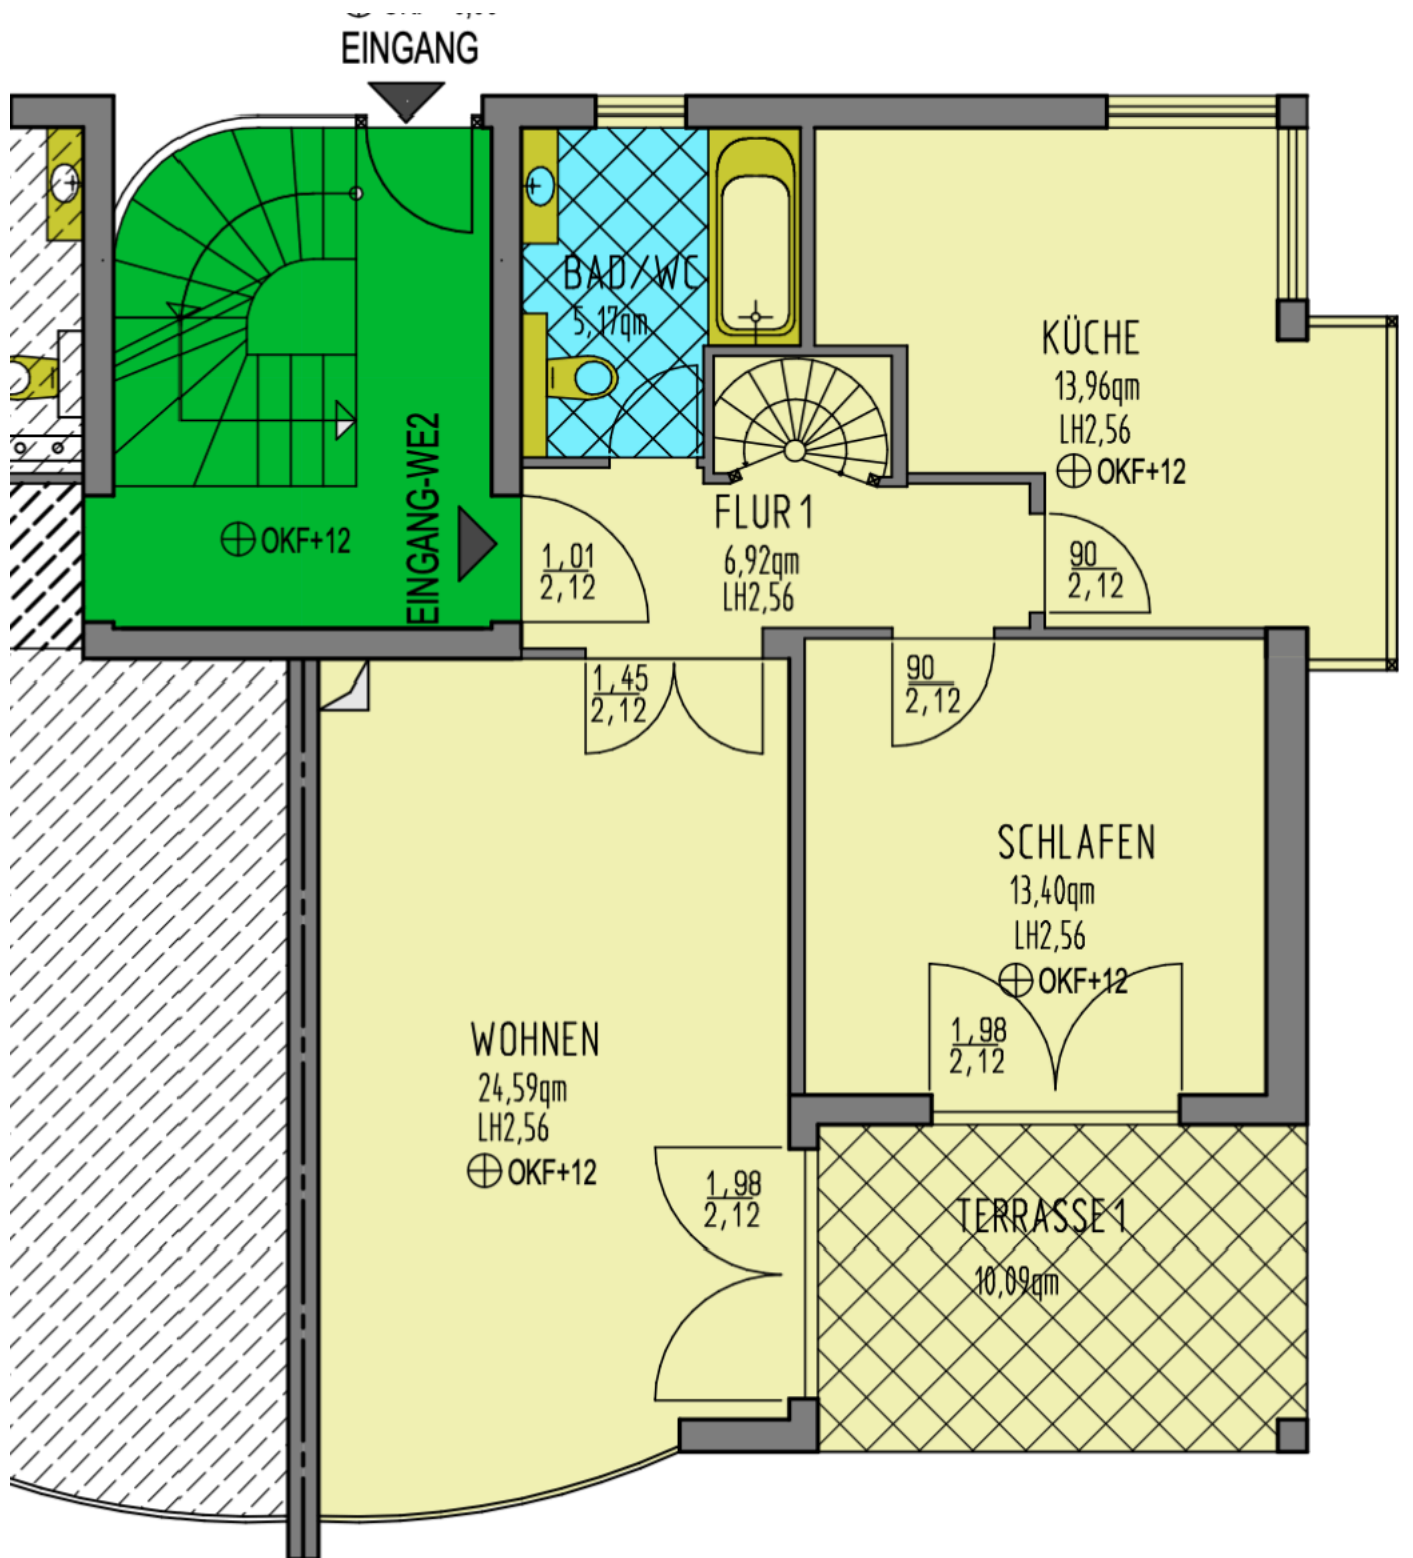 EINGANG
BAD/WC
5,17qm
KÜCHE
13,96qm
LH2,56
OKF+12
EINGANG-WE2
OKF+12
FLUR 1
6,92qm
LH2,56
1,01
2,12
90
2,12
1,45
2,12
90
2,12
SCHLAFEN
13,40qm
LH2,56
OKF+12
1,98
2,12
WOHNEN
24,59qm
LH2,56
OKF+12
1,98
2,12
TERRASSE 1
10,09qm